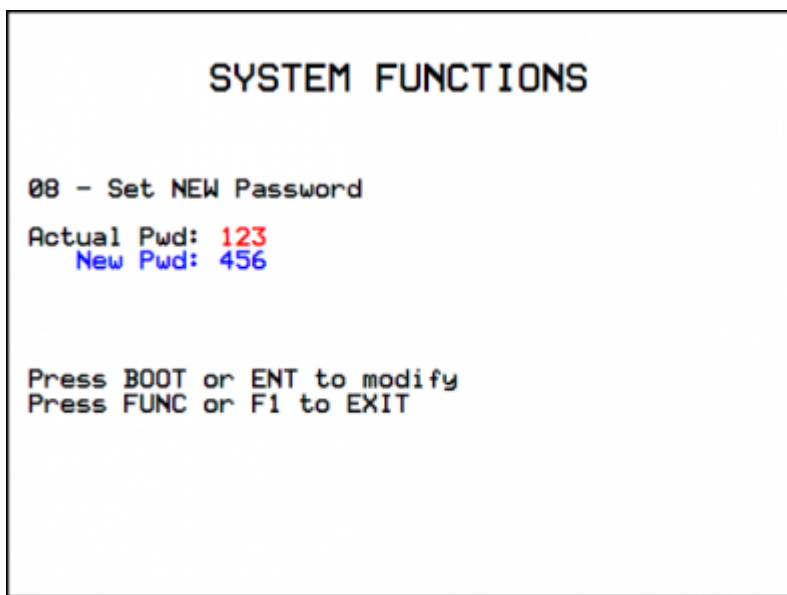 SYSTEM FUNCTIONS
08 - Set NEW Password
Actual Pwd: 123
New Pwd: 456
Press BOOT or ENT to modify
Press FUNC or F1 to EXIT